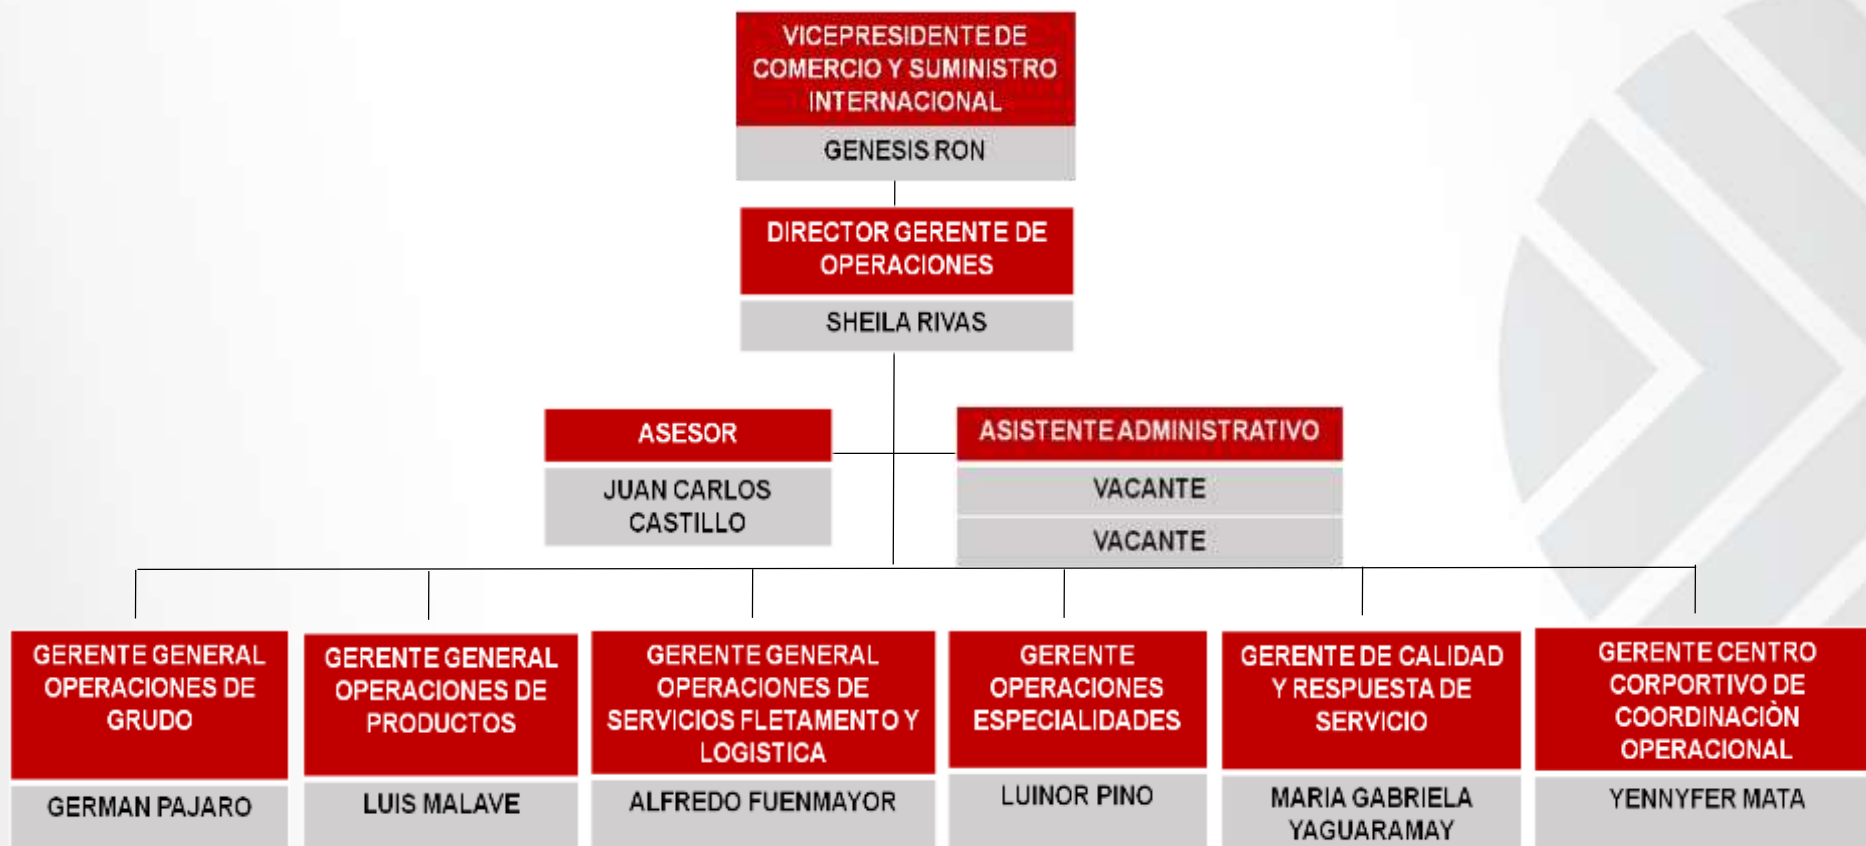 VICEPRESIDENTE DE
COMERCIO Y SUMINISTRO
INTERNACIONAL
GENESIS RON
DIRECTOR GERENTE DE
OPERACIONES
SHEILA RIVAS
ASESOR
JUAN CARLOS
CASTILLO
ASISTENTE ADMINISTRATIVO
VACANTE
VACANTE
GERENTE GENERAL
OPERACIONES DE
GRUDO
GERMAN PAJARO
GERENTE GENERAL
OPERACIONES DE
PRODUCTOS
LUIS MALAVE
GERENTE GENERAL
OPERACIONES DE
SERVICIOS FLETAMENTO Y
LOGISTICA
ALFREDO FUENMAYOR
GERENTE
OPERACIONES
ESPECIALIDADES
LUINOR PINO
GERENTE DE CALIDAD
Y RESPUESTA DE
SERVICIO
MARIA GABRIELA
YAGUARAMAY
GERENTE CENTRO
CORPORTIVO DE
COORDINACIÒN
OPERACIONAL
YENNYFER MATA